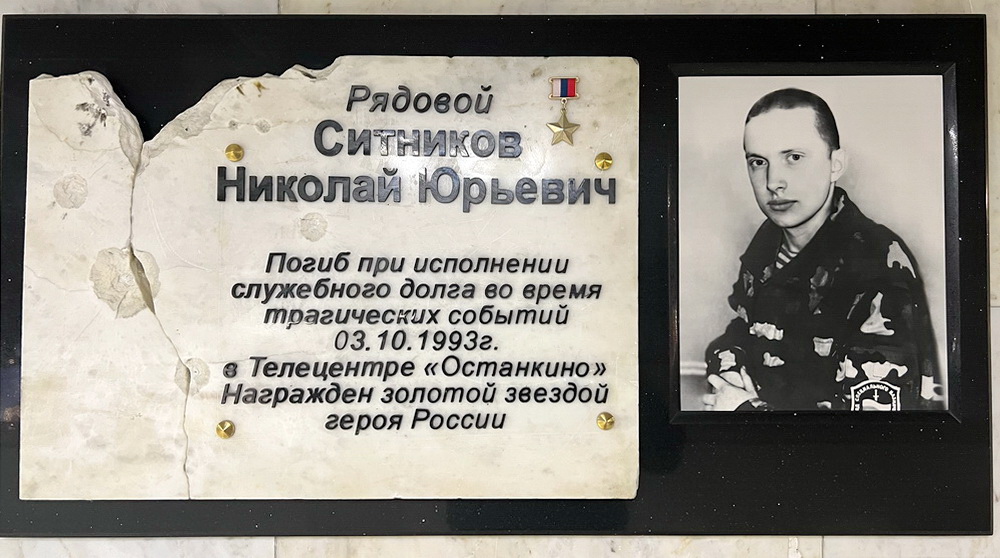 Рядовой
Ситников
Николай Юрьевич
Погиб при исполнении
служебного долга во время
трагических событий
03.10.1993г.
в Телецентре «Останкино»
Награжден золотой звездой
героя России